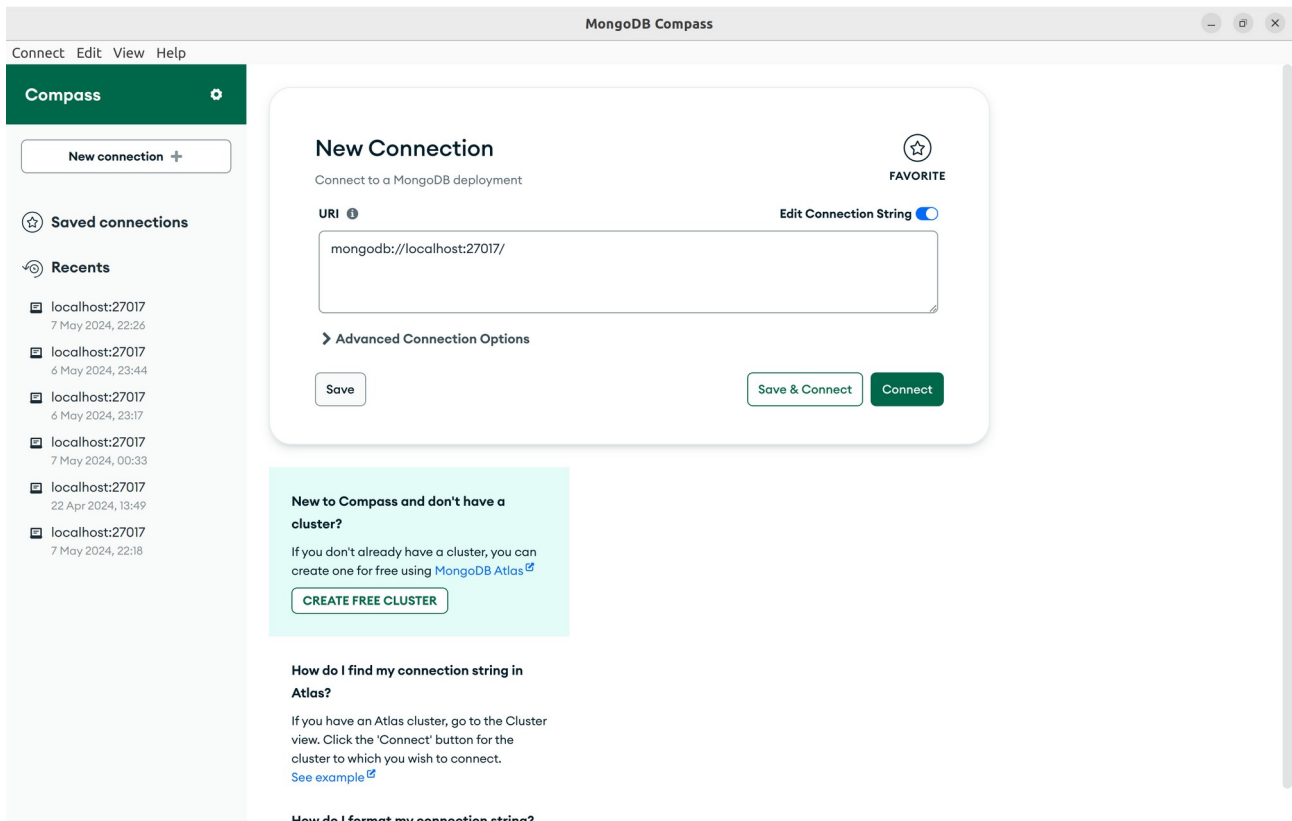 MongoDB Compass
Connect Edit View Help
Compass
New connection
Saved connections
Recents
localhost:27017
7 May 2024, 22:26
localhost:27017
6 May 2024, 23:44
localhost:27017
6 May 2024, 23:17
localhost:27017
7 May 2024, 00:33
localhost:27017
22 Apr 2024, 13:49
localhost:27017
7 May 2024, 22:18
New Connection
FAVORITE
Connect to a MongoDB deployment
URI
Edit Connection String
mongodb://localhost:27017/
Advanced Connection Options
Save
Save & Connect
Connect
New to Compass and don't have a
cluster?
If you don't already have a cluster, you can
create one for free using MongoDB Atlas
CREATE FREE CLUSTER
How do I find my connection string in
Atlas?
If you have an Atlas cluster, go to the Cluster
view. Click the 'Connect' button for the
cluster to which you wish to connect.
See example
How do I format my connection string?